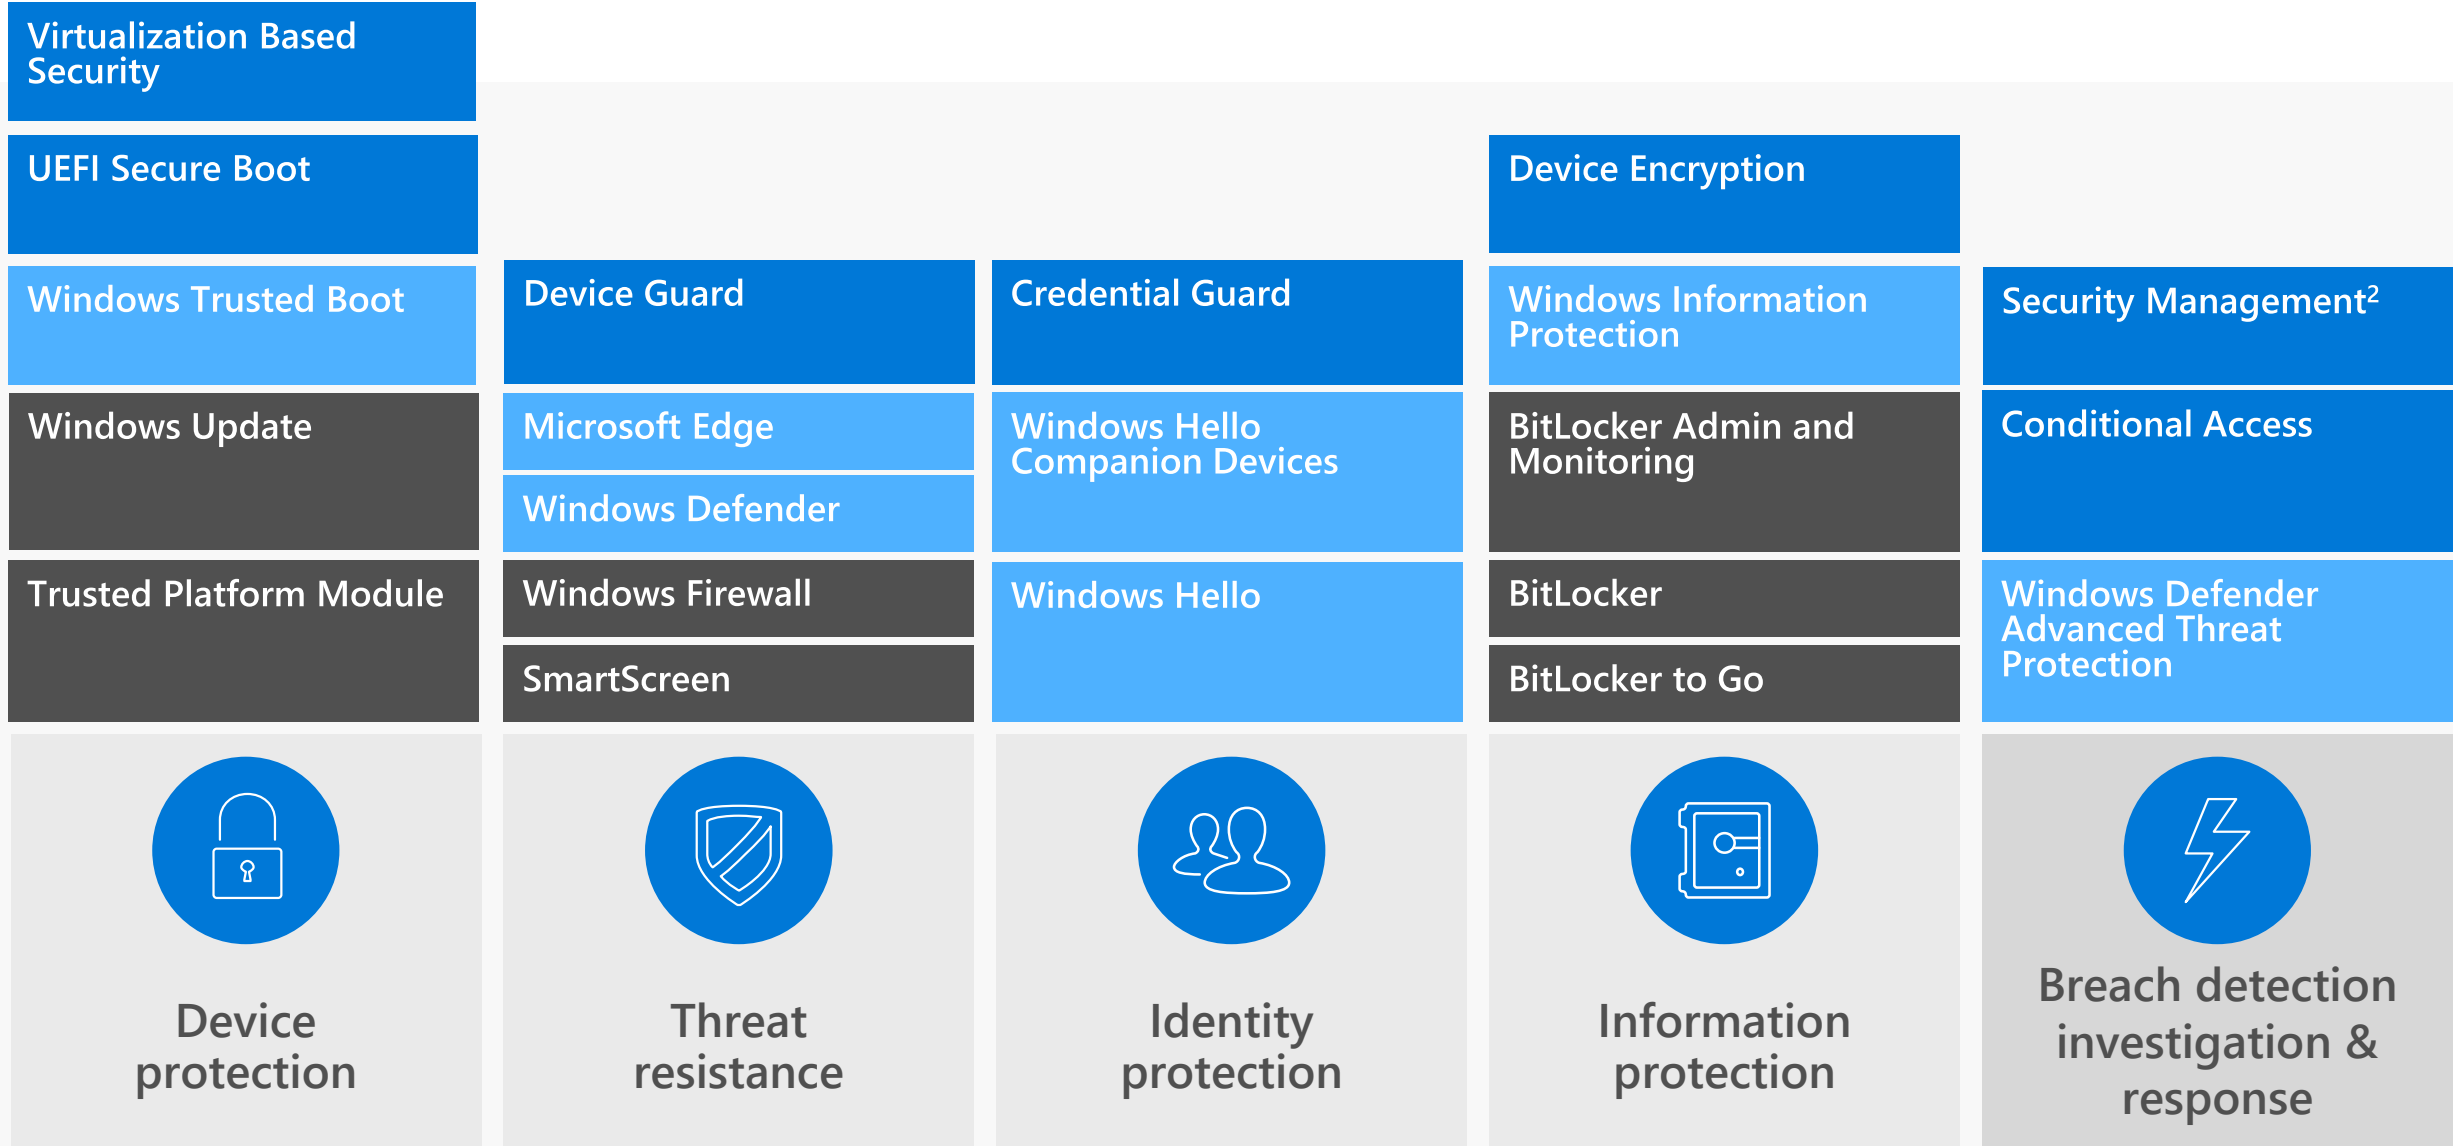 Virtualization Based
Security
UEFI Secure Boot
Windows Trusted Boot
Windows Update
Trusted Platform Module
Device
protection
Device Guard
Microsoft Edge
Windows Defender
Windows Firewall
SmartScreen
Threat
resistance
Credential Guard
Windows Hello
Companion Devices
Windows Hello
Identity
protection
Device Encryption
Windows Information
Protection
BitLocker Admin and
Monitoring
BitLocker
BitLocker to Go
Information
protection
Security Management²
Conditional Access
Windows Defender
Advanced Threat
Protection
Breach detection
investigation &
response